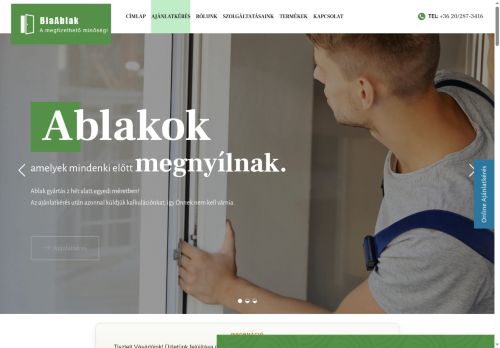 BiaAblak
A megfizethető minőség!
CÍMLAP AJÁNLATKÉRÉS RÓLUNK SZOLGÁLTATÁSAINK TERMÉKEK KAPCSOLAT
TEL: +36 20/287-3416
Ablakok
amelyek mindenki előtt megnyílnak.
Ablak gyártás 2 hét alatt egyedi méretben!
Az ajánlatkérés után azonnal küldjük kalkulációnkat, így Önnek nem kell várnia.
Ajánlatkérés
Online Ajánlatkérés